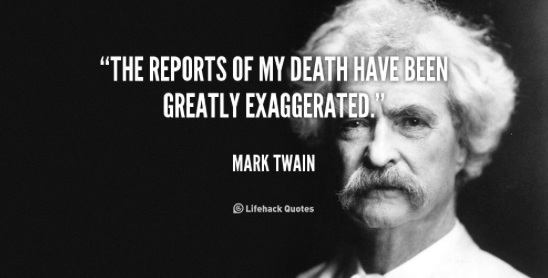 “THE REPORTS OF MY DEATH HAVE BEEN
GREATLY EXAGGERATED.”
MARK TWAIN
Lifehack Quotes